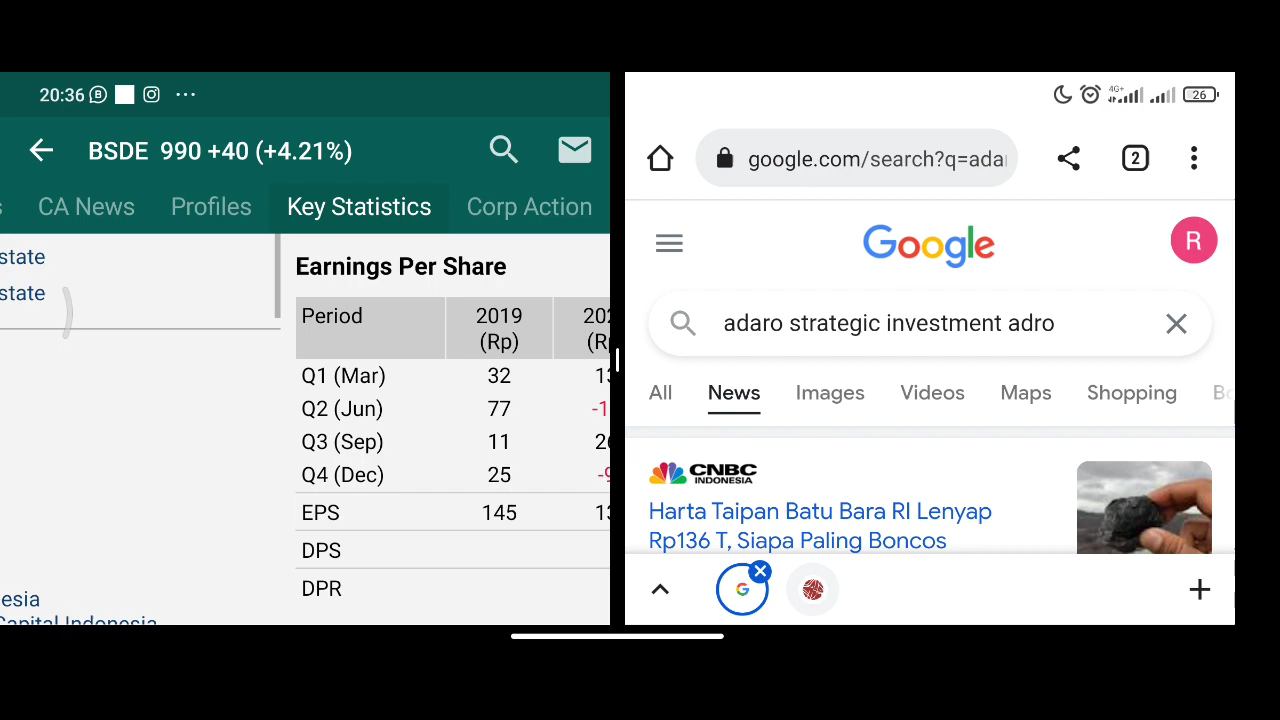 20:36
BSDE 990 +40 (+4.21%)
CA News Profiles Key Statistics Corp Action
state
state
Earnings Per Share
Period 2019 (Rp)
Q1 (Mar) 32
Q2 (Jun) 77
Q3 (Sep) 11
Q4 (Dec) 25
EPS 145
DPS
DPR
esia
Capital Indonesia
4G+ 26
google.com/search?q=ada
2
Google
R
adaro strategic investment adro
All News Images Videos Maps Shopping
CNBC
INDONESIA
Harta Taipan Batu Bara RI Lenyap
Rp136 T, Siapa Paling Boncos
G